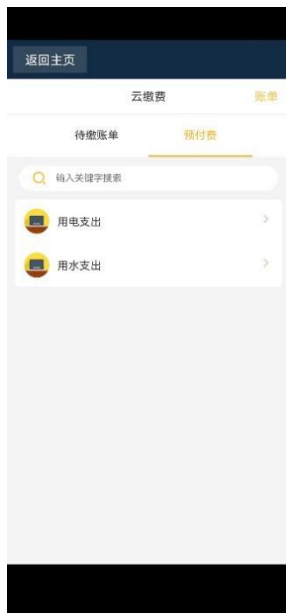 返回主页
云缴费 账单
待缴账单 预付费
输入关键字搜索
用电支出
用水支出